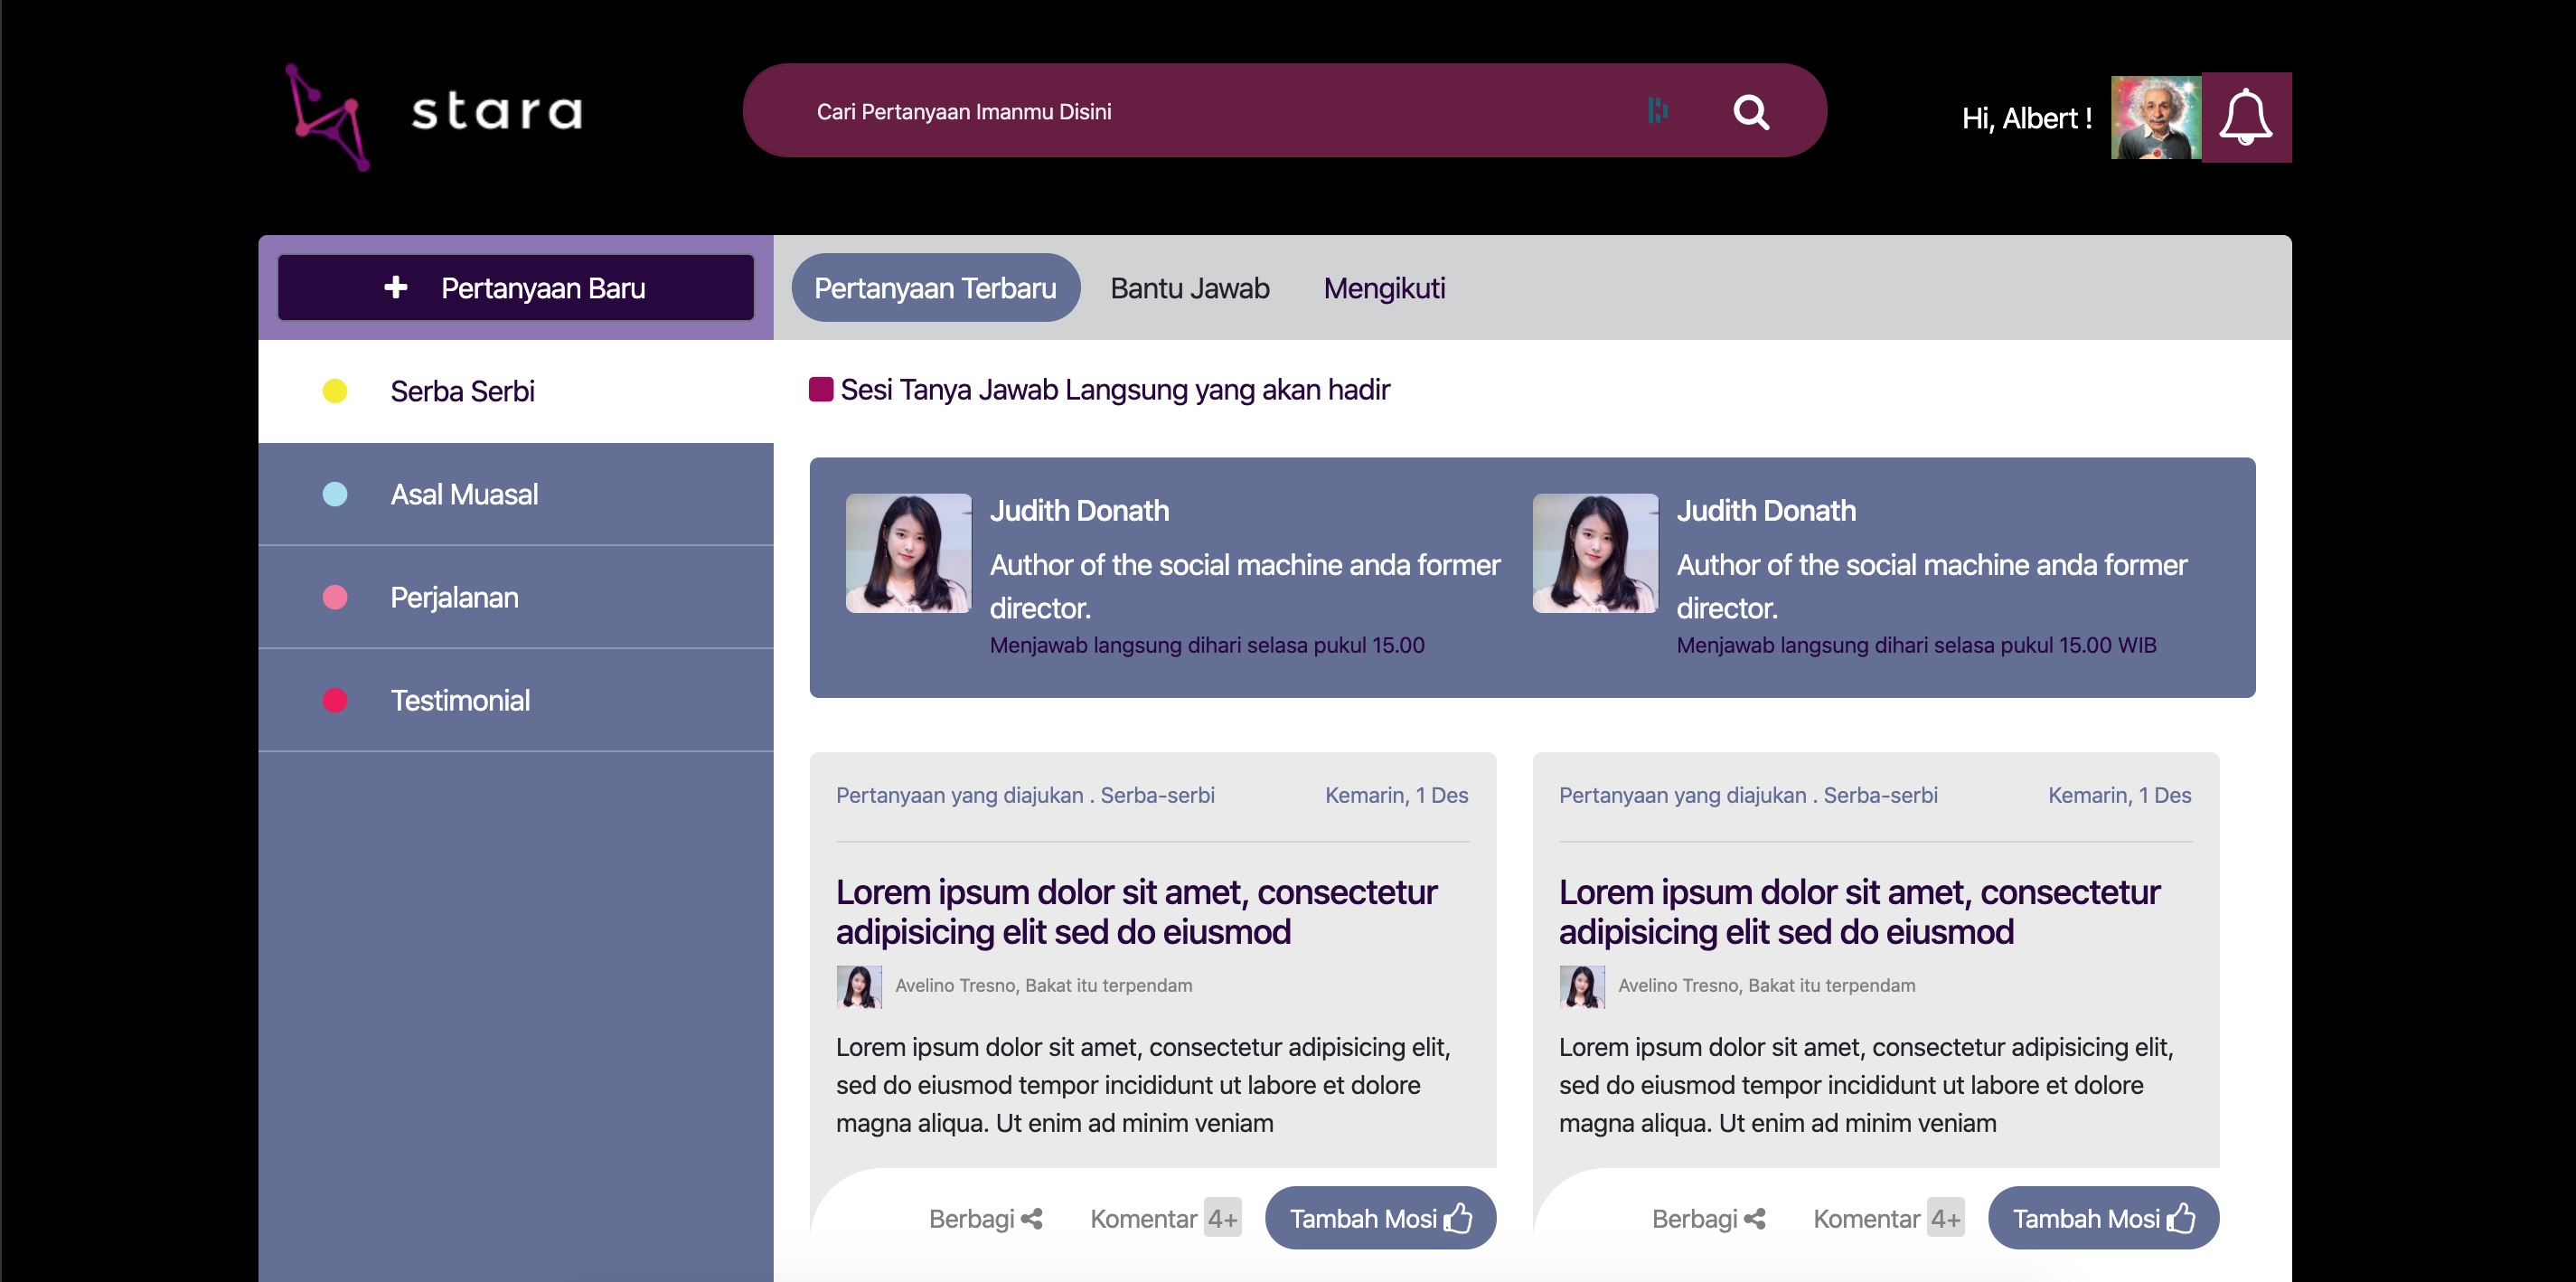 stara
Cari Pertanyaan Imanmu Disini
Hi, Albert !
Pertanyaan Baru
Pertanyaan Terbaru
Bantu Jawab
Mengikuti
Serba Serbi
Asal Muasal
Perjalanan
Testimonial
Sesi Tanya Jawab Langsung yang akan hadir
Judith Donath
Author of the social machine anda former
director.
Menjawab langsung dihari selasa pukul 15.00
Judith Donath
Author of the social machine anda former
director.
Menjawab langsung dihari selasa pukul 15.00 WIB
Pertanyaan yang diajukan . Serba-serbi
Kemarin, 1 Des
Lorem ipsum dolor sit amet, consectetur
adipisicing elit sed do eiusmod
Avelino Tresno, Bakat itu terpendam
Lorem ipsum dolor sit amet, consectetur adipisicing elit,
sed do eiusmod tempor incididunt ut labore et dolore
magna aliqua. Ut enim ad minim veniam
Berbagi
Komentar 4+
Tambah Mosi
Pertanyaan yang diajukan . Serba-serbi
Kemarin, 1 Des
Lorem ipsum dolor sit amet, consectetur
adipisicing elit sed do eiusmod
Avelino Tresno, Bakat itu terpendam
Lorem ipsum dolor sit amet, consectetur adipisicing elit,
sed do eiusmod tempor incididunt ut labore et dolore
magna aliqua. Ut enim ad minim veniam
Berbagi
Komentar 4+
Tambah Mosi